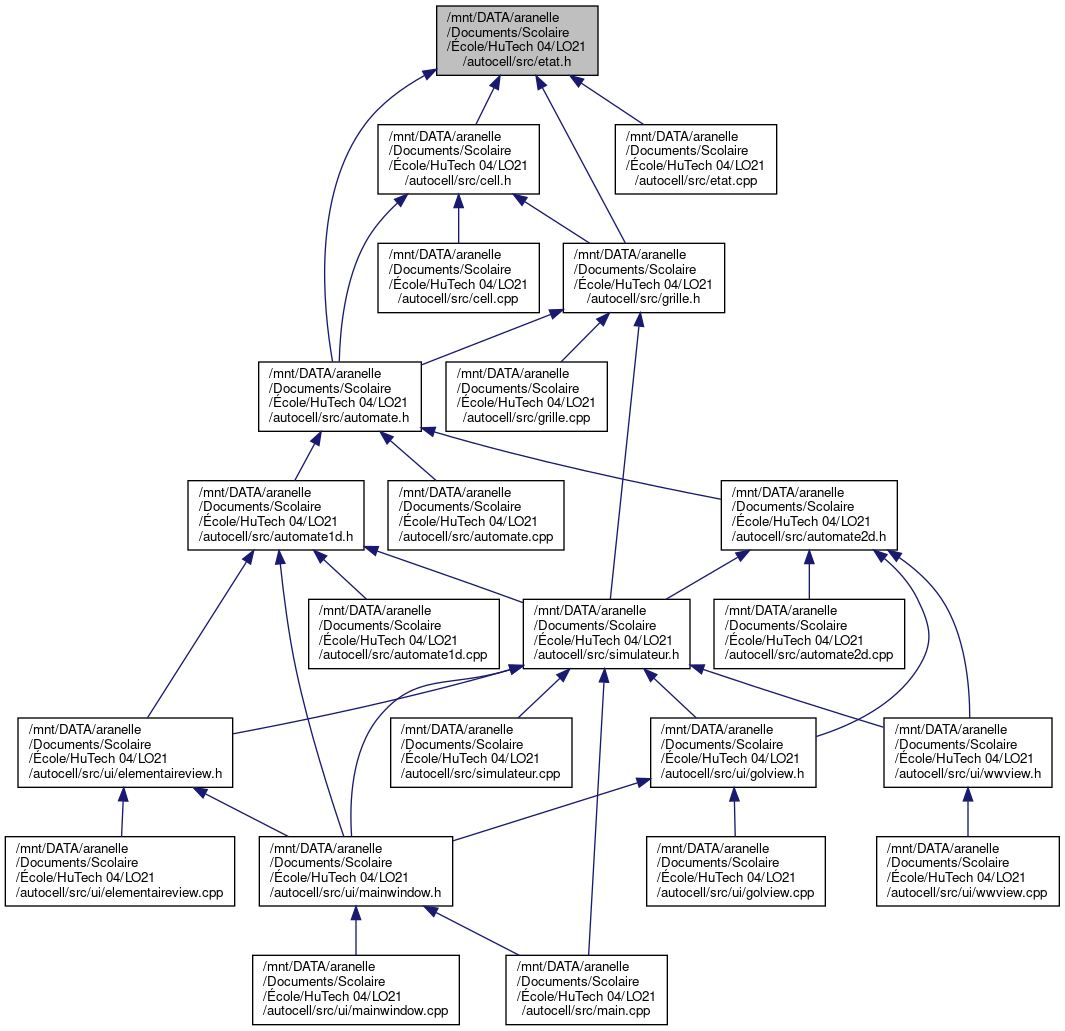 /mnt/DATA/aranelle
/Documents/Scolaire
/École/HuTech 04/LO21
/autocell/src/etat.h
/mnt/DATA/aranelle
/Documents/Scolaire
/École/HuTech 04/LO21
/autocell/src/cell.h
/mnt/DATA/aranelle
/Documents/Scolaire
/École/HuTech 04/LO21
/autocell/src/etat.cpp
/mnt/DATA/aranelle
/Documents/Scolaire
/École/HuTech 04/LO21
/autocell/src/cell.cpp
/mnt/DATA/aranelle
/Documents/Scolaire
/École/HuTech 04/LO21
/autocell/src/grille.h
/mnt/DATA/aranelle
/Documents/Scolaire
/École/HuTech 04/LO21
/autocell/src/automate.h
/mnt/DATA/aranelle
/Documents/Scolaire
/École/HuTech 04/LO21
/autocell/src/grille.cpp
/mnt/DATA/aranelle
/Documents/Scolaire
/École/HuTech 04/LO21
/autocell/src/automate1d.h
/mnt/DATA/aranelle
/Documents/Scolaire
/École/HuTech 04/LO21
/autocell/src/automate.cpp
/mnt/DATA/aranelle
/Documents/Scolaire
/École/HuTech 04/LO21
/autocell/src/automate2d.h
/mnt/DATA/aranelle
/Documents/Scolaire
/École/HuTech 04/LO21
/autocell/src/automate1d.cpp
/mnt/DATA/aranelle
/Documents/Scolaire
/École/HuTech 04/LO21
/autocell/src/simulateur.h
/mnt/DATA/aranelle
/Documents/Scolaire
/École/HuTech 04/LO21
/autocell/src/automate2d.cpp
/mnt/DATA/aranelle
/Documents/Scolaire
/École/HuTech 04/LO21
/autocell/src/ui/elementaireview.h
/mnt/DATA/aranelle
/Documents/Scolaire
/École/HuTech 04/LO21
/autocell/src/simulateur.cpp
/mnt/DATA/aranelle
/Documents/Scolaire
/École/HuTech 04/LO21
/autocell/src/ui/golview.h
/mnt/DATA/aranelle
/Documents/Scolaire
/École/HuTech 04/LO21
/autocell/src/ui/wwview.h
/mnt/DATA/aranelle
/Documents/Scolaire
/École/HuTech 04/LO21
/autocell/src/ui/elementaireview.cpp
/mnt/DATA/aranelle
/Documents/Scolaire
/École/HuTech 04/LO21
/autocell/src/ui/mainwindow.h
/mnt/DATA/aranelle
/Documents/Scolaire
/École/HuTech 04/LO21
/autocell/src/ui/golview.cpp
/mnt/DATA/aranelle
/Documents/Scolaire
/École/HuTech 04/LO21
/autocell/src/ui/wwview.cpp
/mnt/DATA/aranelle
/Documents/Scolaire
/École/HuTech 04/LO21
/autocell/src/ui/mainwindow.cpp
/mnt/DATA/aranelle
/Documents/Scolaire
/École/HuTech 04/LO21
/autocell/src/main.cpp